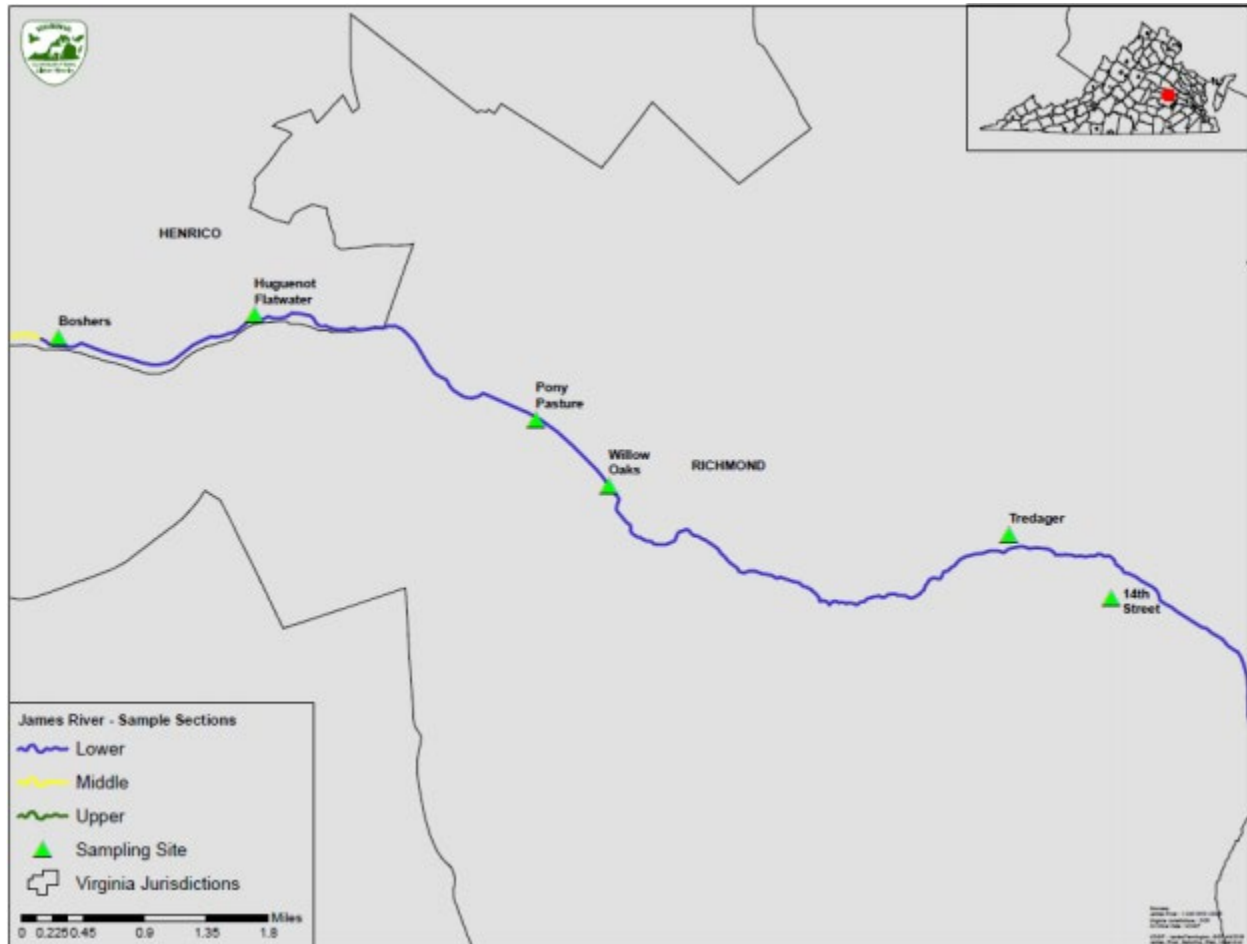 HENRICO
Huguenot
Flatwater
Boshers
Pony
Pasture
Willow
Oaks
RICHMOND
Tredager
14th
Street
James River - Sample Sections
Lower
Middle
Upper
Sampling Site
Virginia Jurisdictions
Miles
0 0.225 0.45 0.9 1.35 1.8